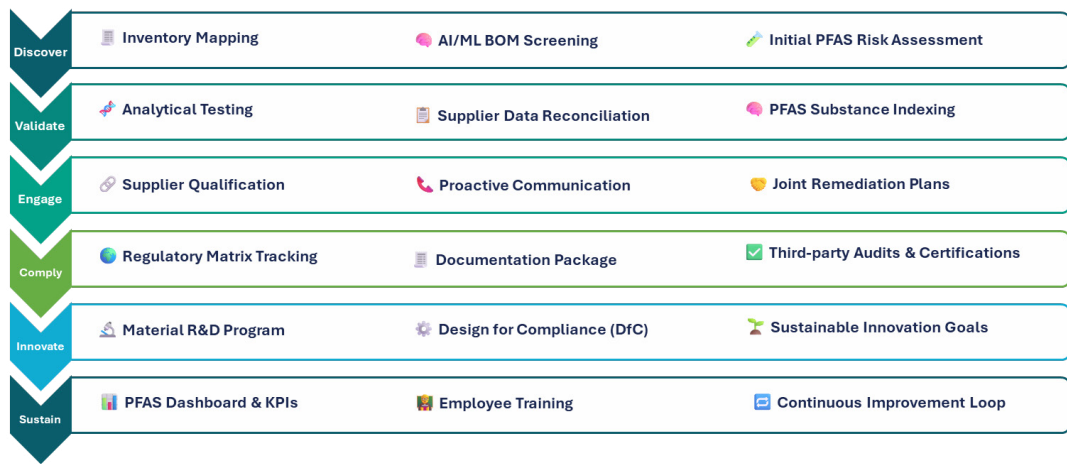 Discover
Inventory Mapping
AI/ML BOM Screening
Initial PFAS Risk Assessment
Validate
Analytical Testing
Supplier Data Reconciliation
PFAS Substance Indexing
Engage
Supplier Qualification
Proactive Communication
Joint Remediation Plans
Comply
Regulatory Matrix Tracking
Documentation Package
Third-party Audits & Certifications
Innovate
Material R&D Program
Design for Compliance (DfC)
Sustainable Innovation Goals
Sustain
PFAS Dashboard & KPIs
Employee Training
Continuous Improvement Loop